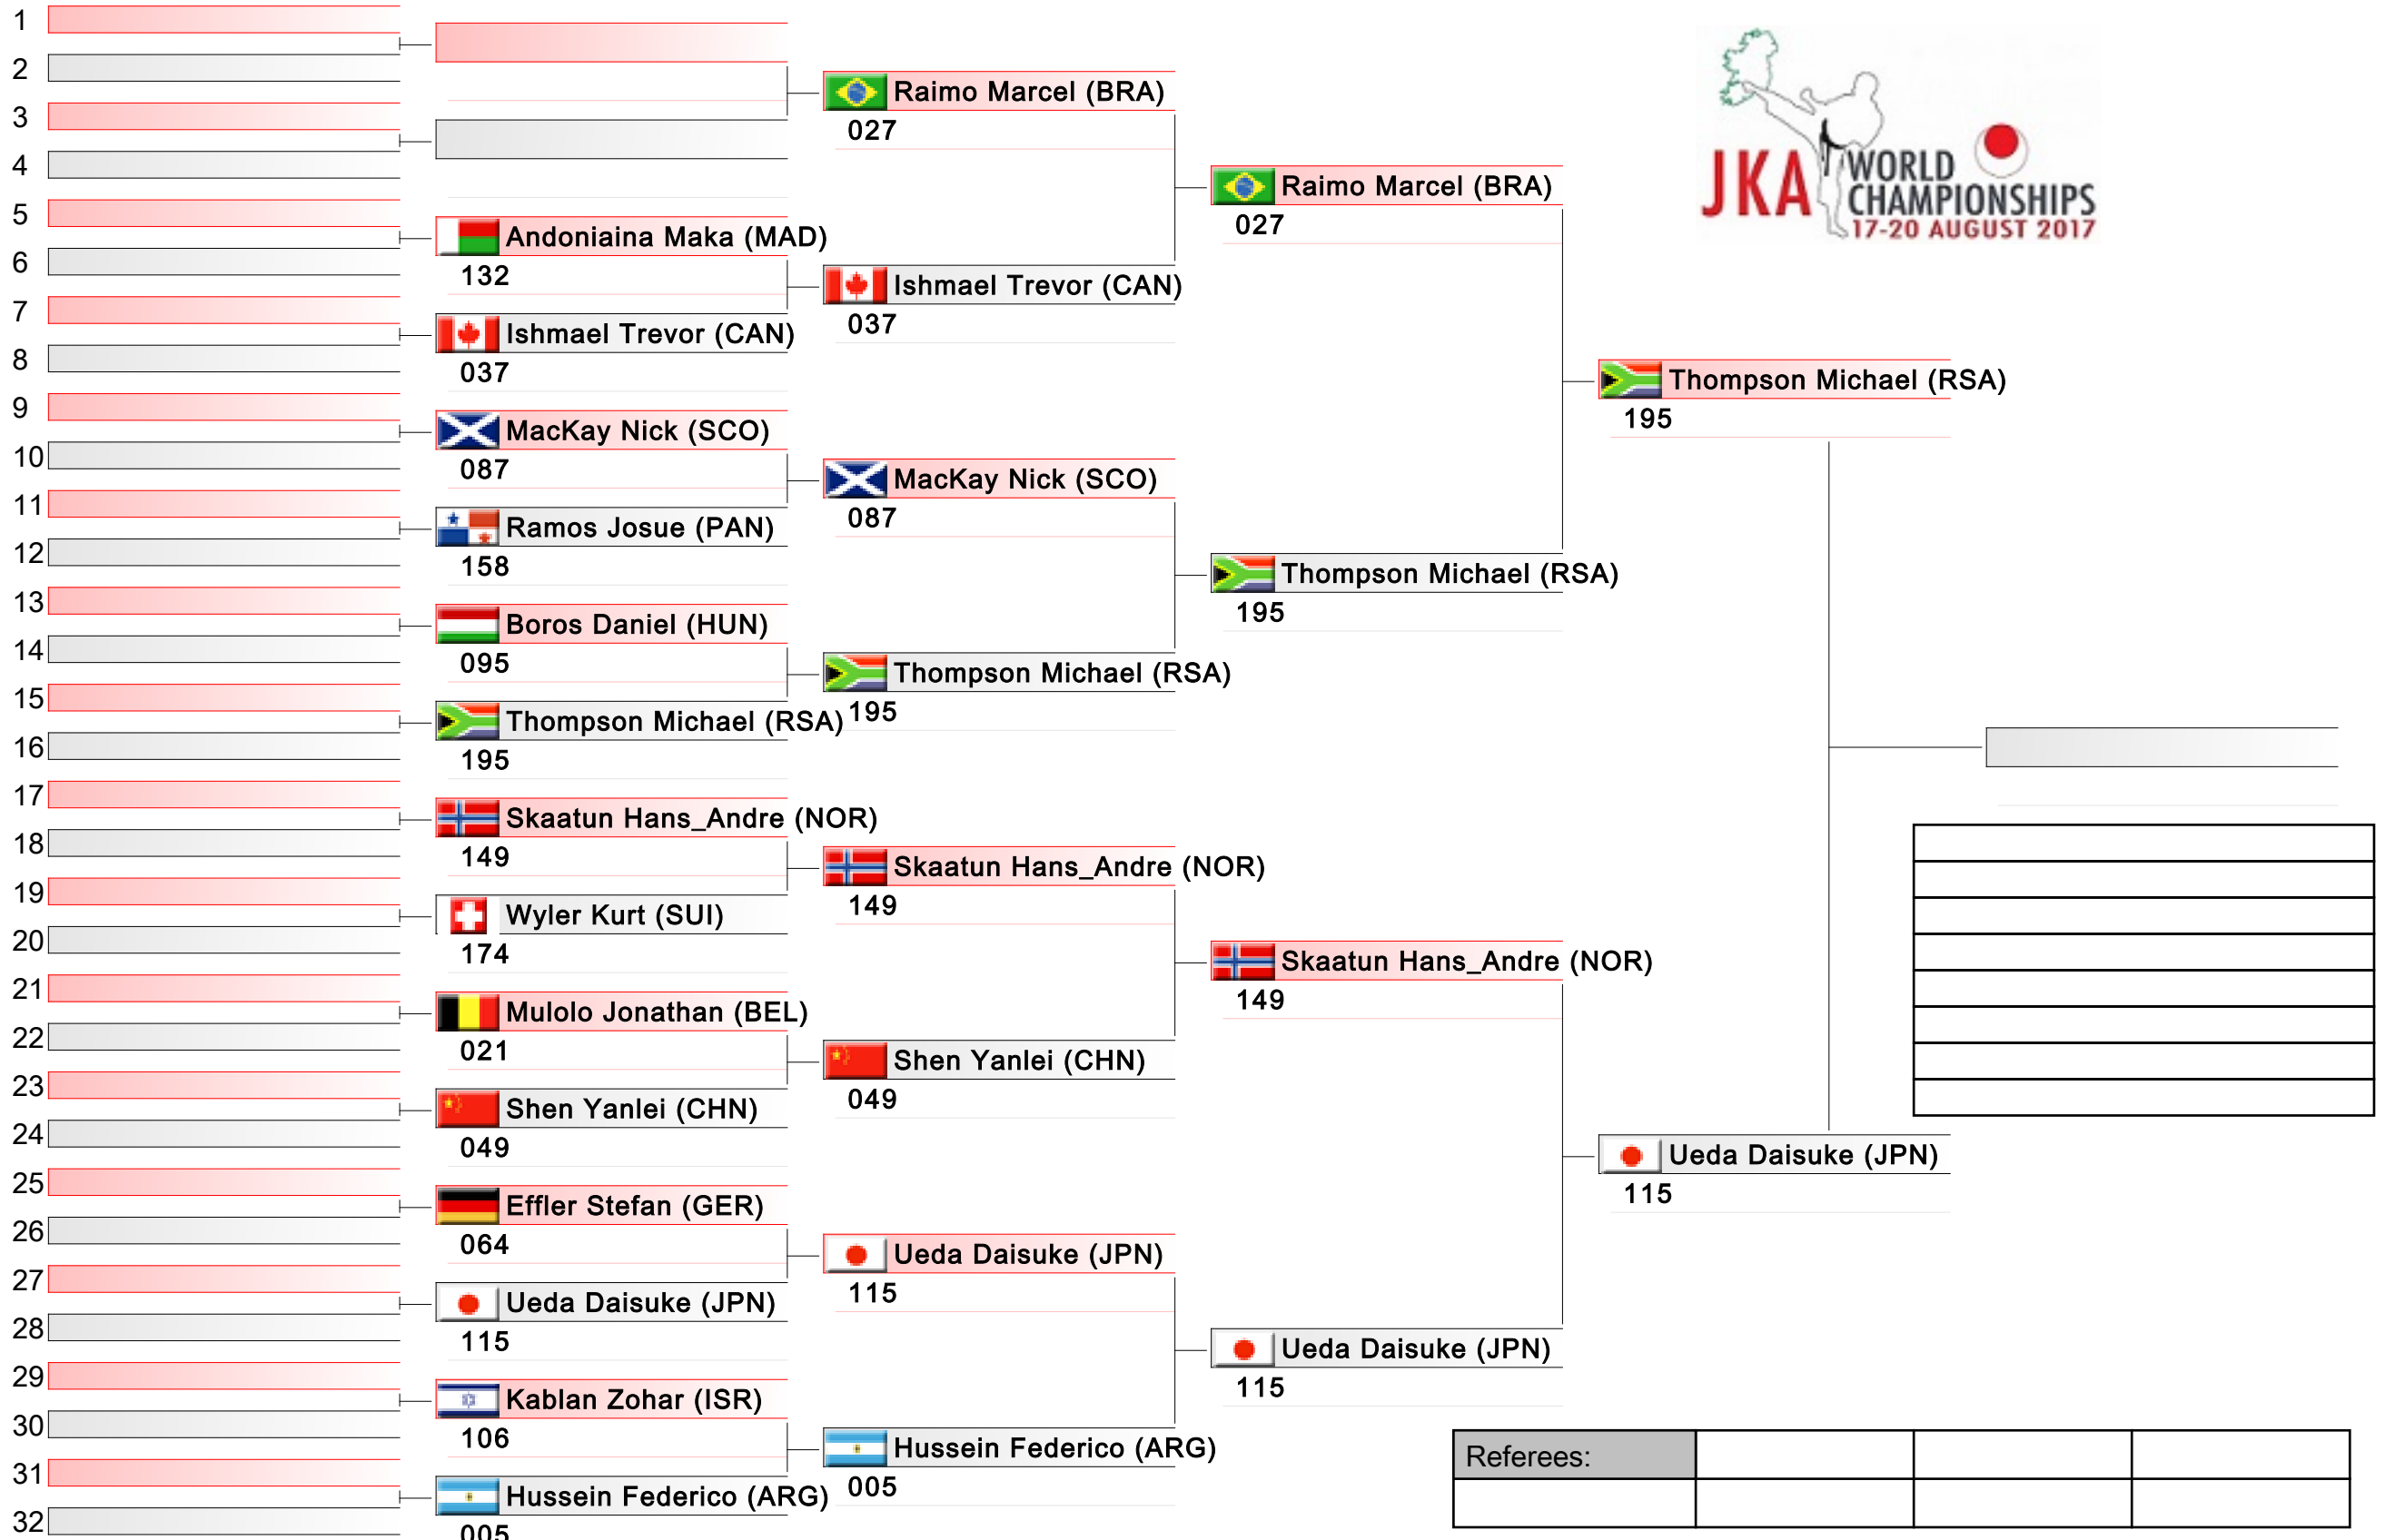 1
2
3
4
5
6
7
8
9
10
11
12
13
14
15
16
17
18
19
20
21
22
23
24
25
26
27
28
29
30
31
32
Andoniaina Maka (MAD)
132
Ishmael Trevor (CAN)
037
MacKay Nick (SCO)
087
Ramos Josue (PAN)
158
Boros Daniel (HUN)
095
Thompson Michael (RSA)
195
Skaatun Hans_Andre (NOR)
149
Wyler Kurt (SUI)
174
Mulolo Jonathan (BEL)
021
Shen Yanlei (CHN)
049
Effler Stefan (GER)
064
Ueda Daisuke (JPN)
115
Kablan Zohar (ISR)
106
Hussein Federico (ARG)
005
Raimo Marcel (BRA)
027
Ishmael Trevor (CAN)
037
MacKay Nick (SCO)
087
Thompson Michael (RSA)
195
Skaatun Hans_Andre (NOR)
149
Shen Yanlei (CHN)
049
Ueda Daisuke (JPN)
115
Hussein Federico (ARG)
005
Raimo Marcel (BRA)
027
Thompson Michael (RSA)
195
Skaatun Hans_Andre (NOR)
149
Ueda Daisuke (JPN)
115
Thompson Michael (RSA)
195
Ueda Daisuke (JPN)
115
JKA WORLD
CHAMPIONSHIPS
17-20 AUGUST 2017
Referees: